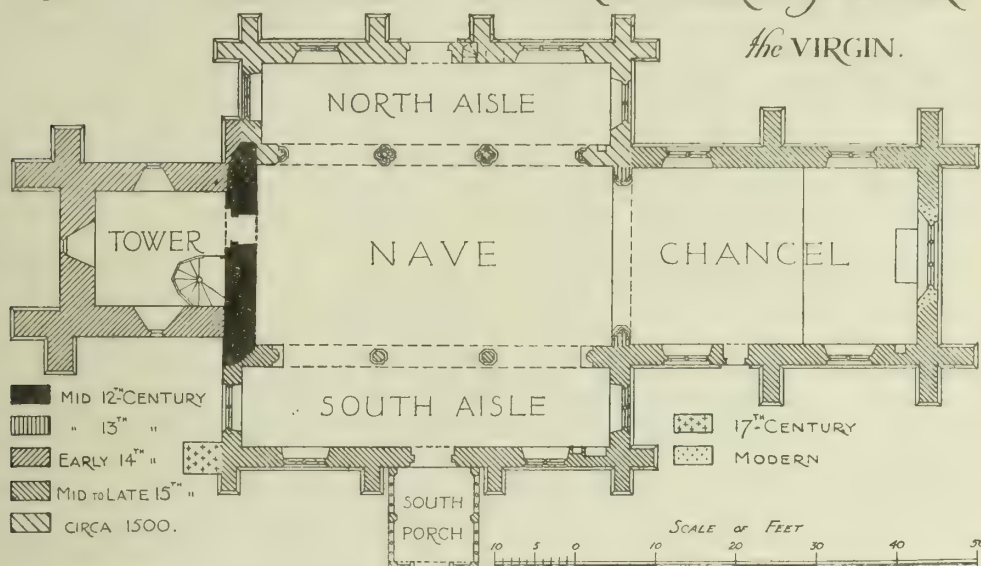 the VIRGIN.
NORTH AISLE
TOWER
NAVE
CHANCEL
SOUTH AISLE
SOUTH PORCH
MID 12TH-CENTURY
" 13TH "
EARLY 14TH "
MID TO LATE 15TH "
CIRCA 1500.
17TH-CENTURY
MODERN
SCALE OF FEET
10 5 0 10 20 30 40 50